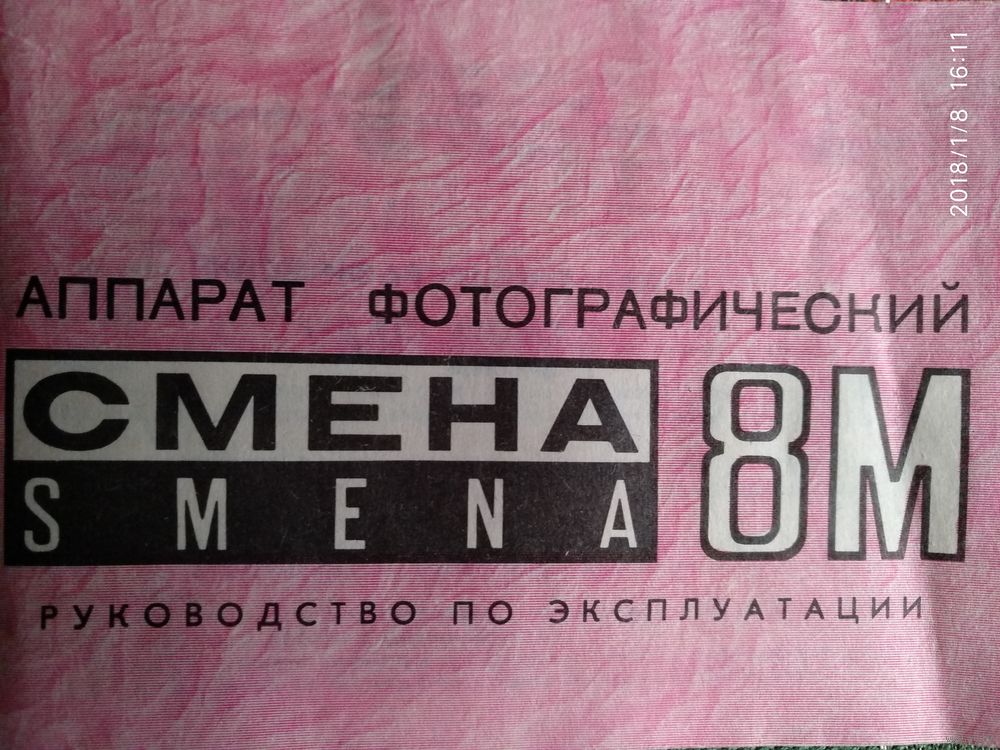 2018/1/8 16:11
АППАРАТ ФОТОГРАФИЧЕСКИЙ
СМЕНА 8М
SMENA
РУКОВОДСТВО ПО ЭКСПЛУАТАЦИИ